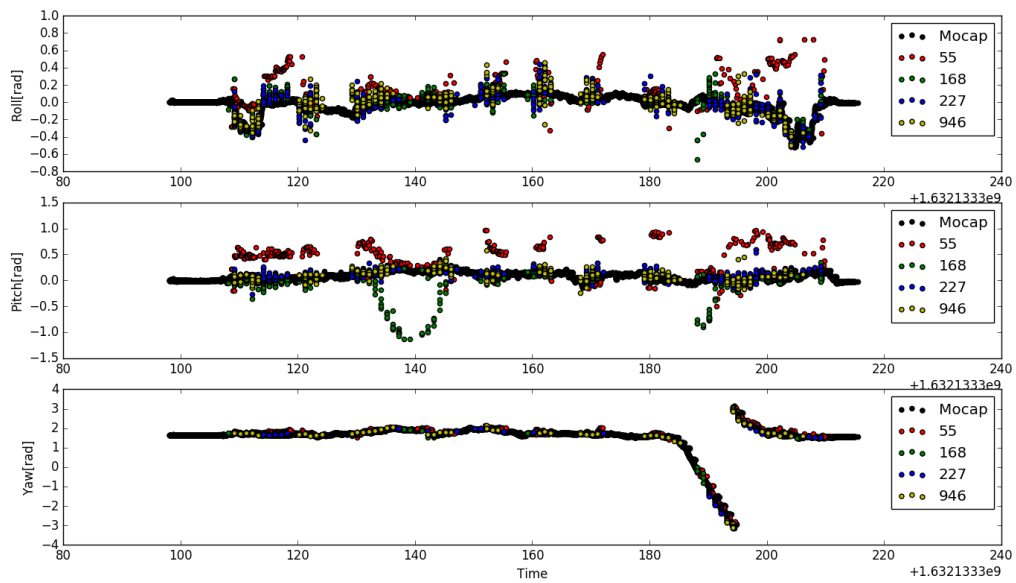 1.0
0.8
0.6
0.4
0.2
0.0
−0.2
−0.4
−0.6
−0.8
Roll[rad]
Mocap
55
168
227
946
80 100 120 140 160 180 200 220 240
+1.6321333e9
1.5
1.0
0.5
0.0
−0.5
−1.0
−1.5
Pitch[rad]
Mocap
55
168
227
946
80 100 120 140 160 180 200 220 240
+1.6321333e9
4
3
2
1
0
−1
−2
−3
−4
Yaw[rad]
Mocap
55
168
227
946
80 100 120 140 160 180 200 220 240
Time
+1.6321333e9